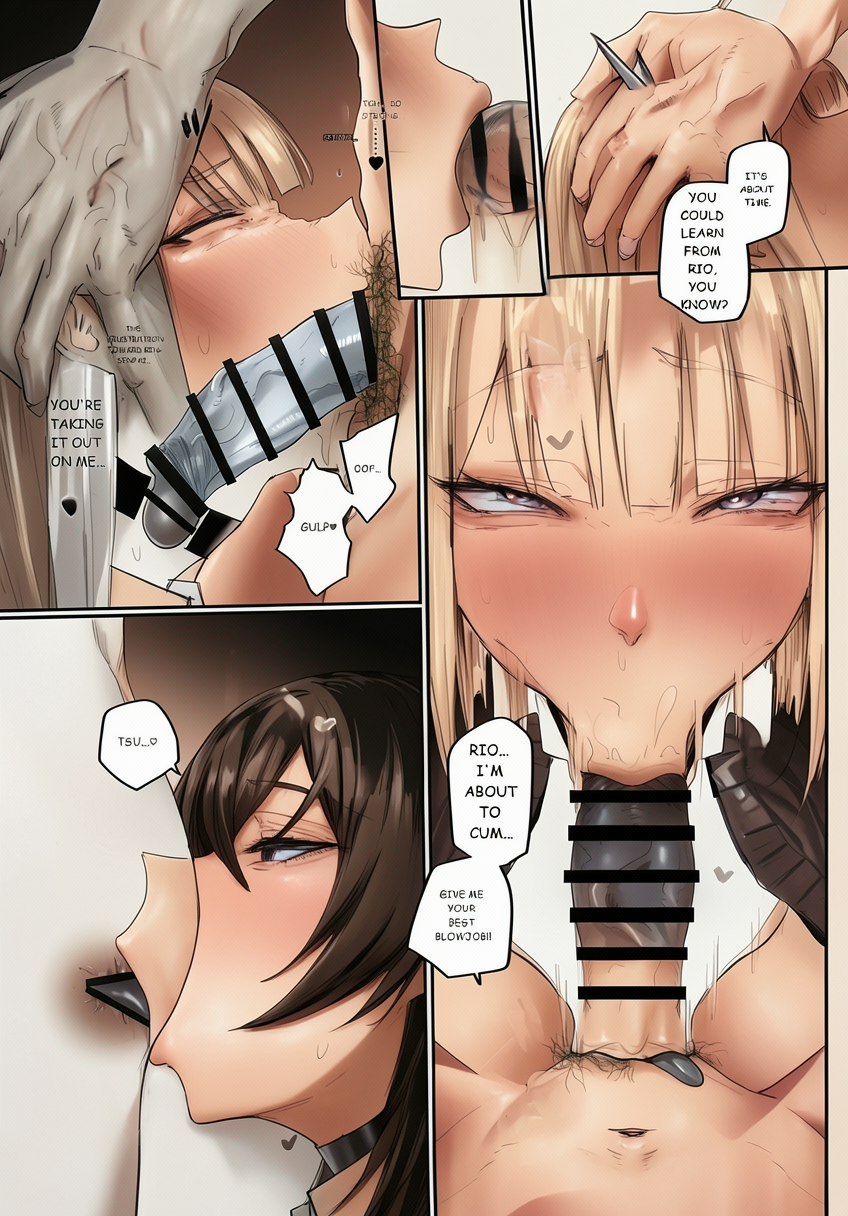 IT'S
ABOUT
TIME.
YOU
COULD
LEARN
FROM
RIO,
YOU
KNOW?
YOU'RE
TAKING
IT OUT
ON ME...
OOF...
GULP♥
TSU...♡
RIO...
I'M
ABOUT
TO
CUM...
GIVE ME
YOUR
BEST
BLOWJOB!!